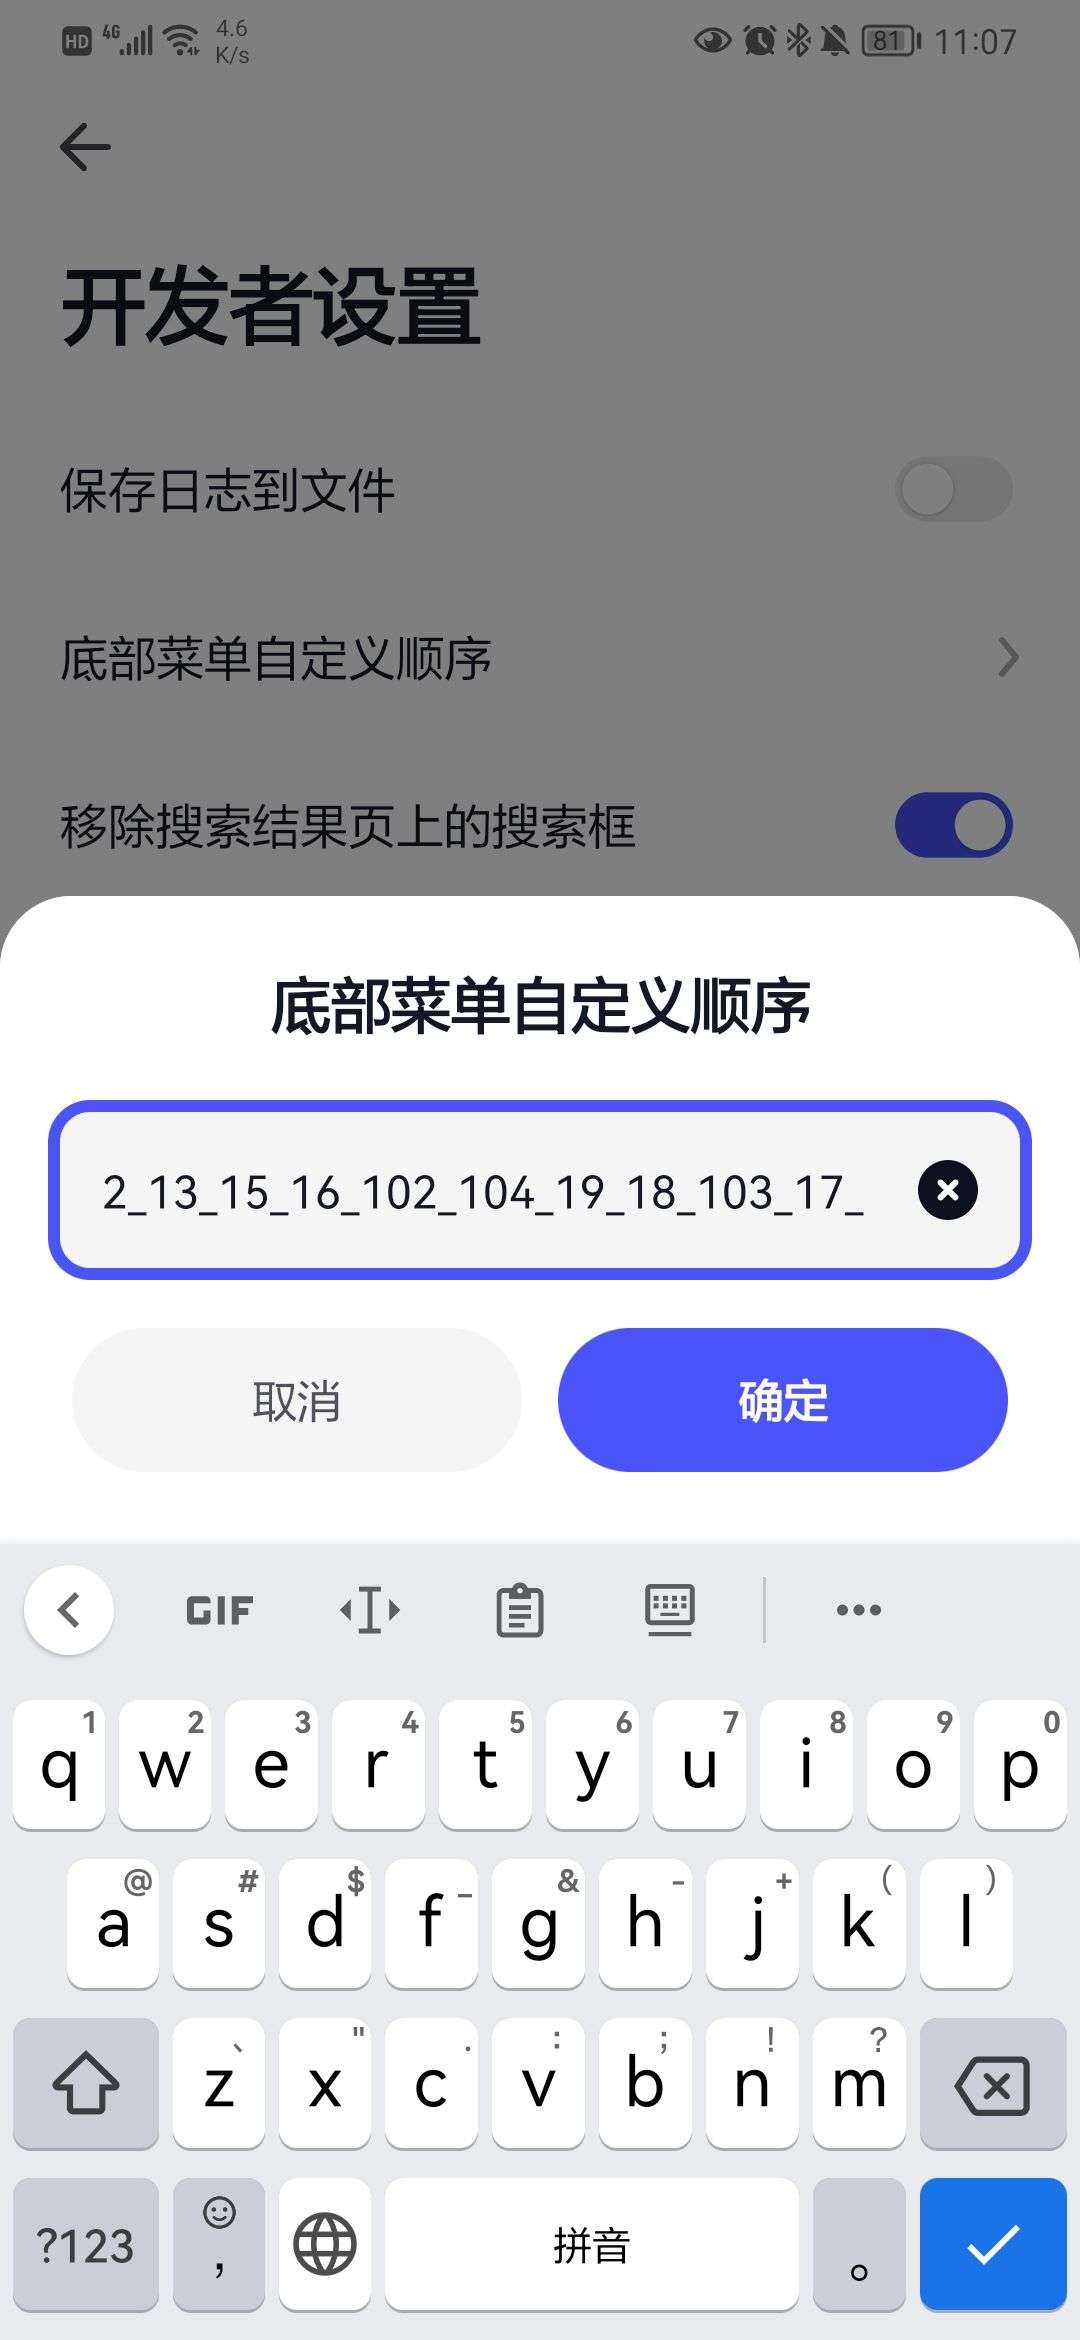 HD 4G 4.6 K/s 81 11:07
开发者设置
保存日志到文件
底部菜单自定义顺序
移除搜索结果页上的搜索框
底部菜单自定义顺序
2_13_15_16_102_104_19_18_103_17_
取消 确定
GIF
1 2 3 4 5 6 7 8 9 0
q w e r t y u i o p
@ # $ _ & - + ( )
a s d f g h j k l
、 " . : ; ! ?
z x c v b n m
?123 , 拼音 。